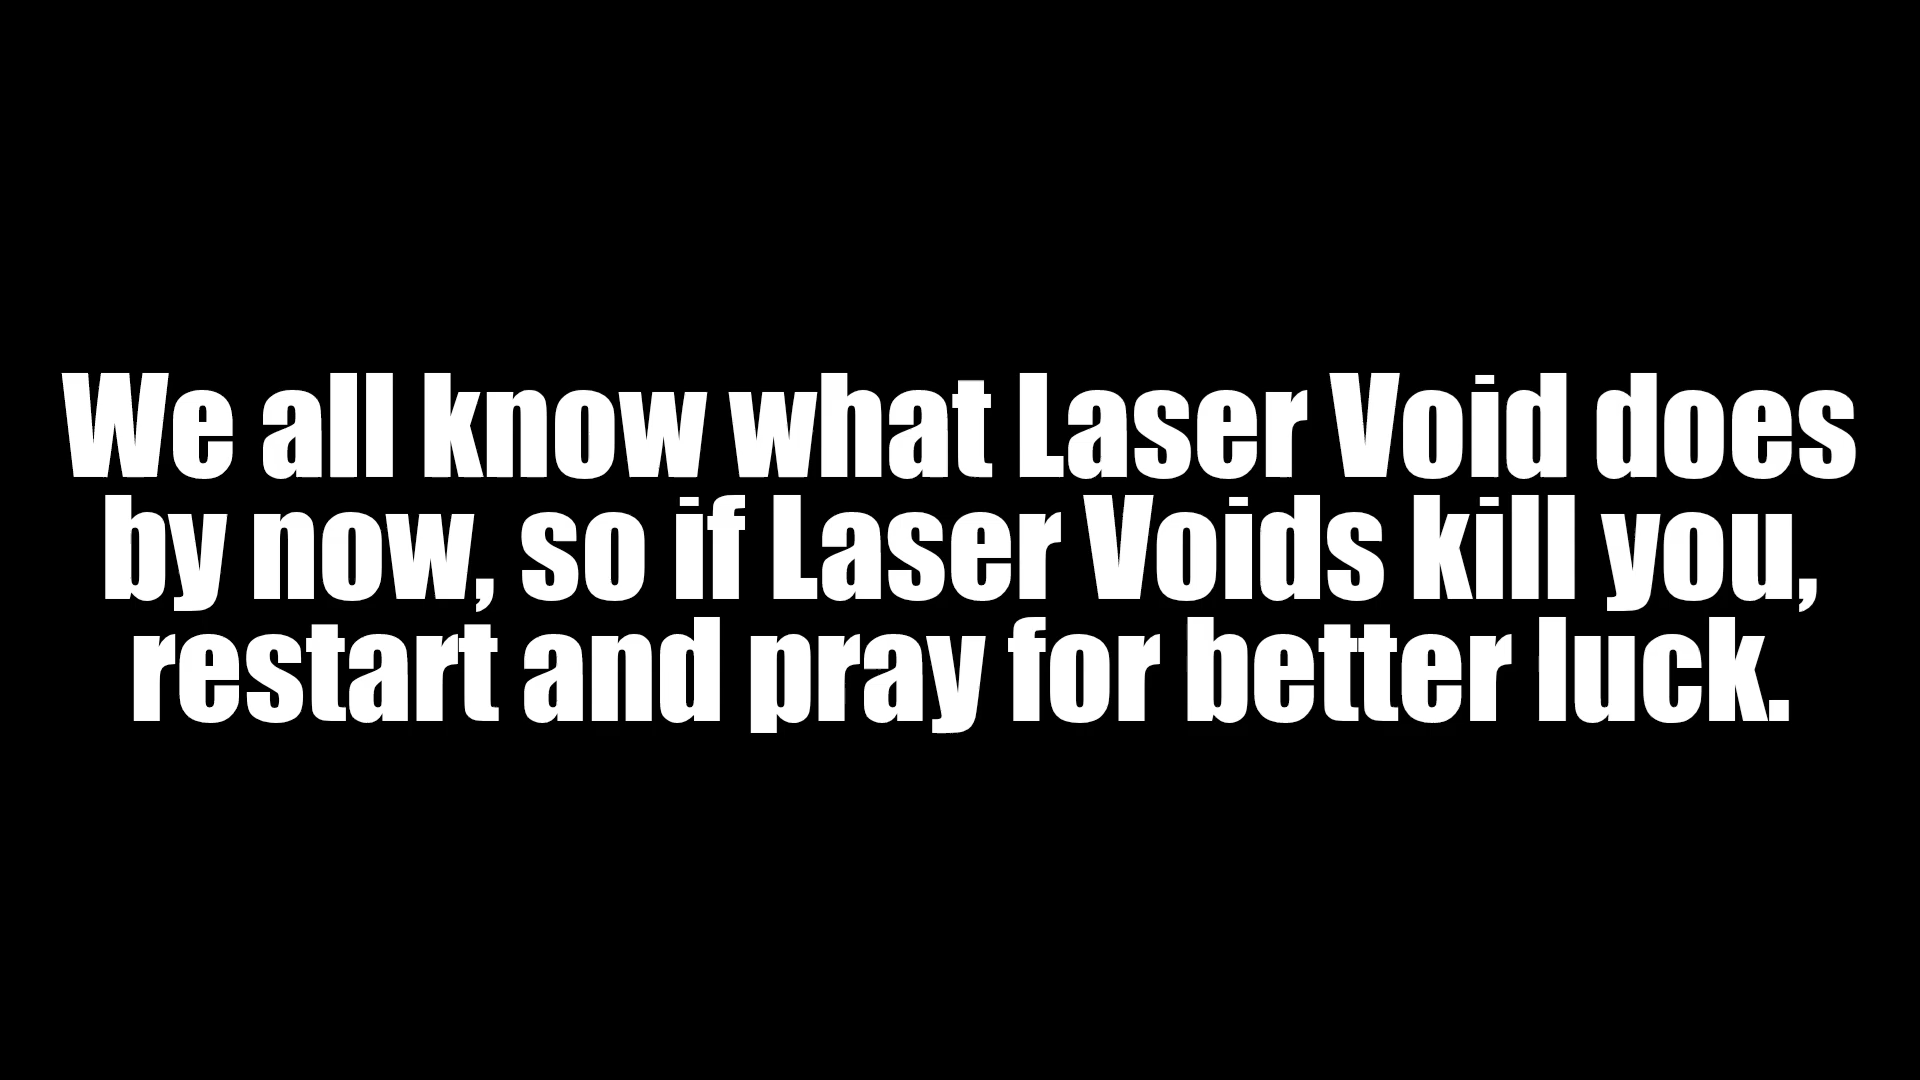 We all know what Laser Void does
by now, so if Laser Voids kill you,
restart and pray for better luck.